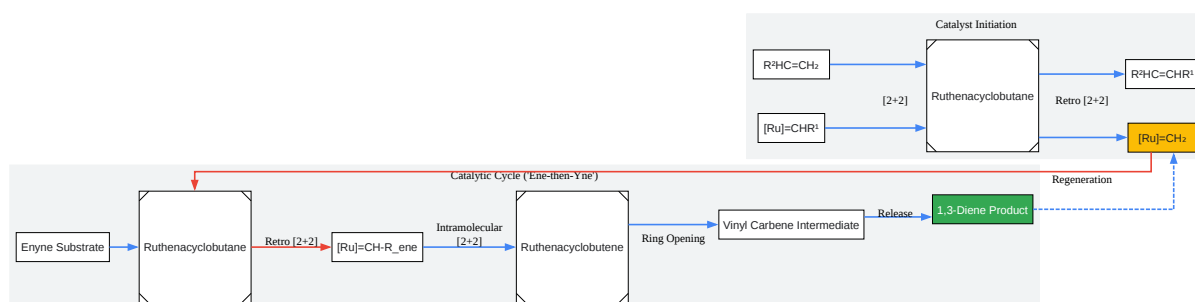 Catalyst Initiation
R²HC=CH₂
[Ru]=CHR¹
[2+2]
Ruthenacyclobutane
Retro [2+2]
R²HC=CHR¹
[Ru]=CH₂
Regeneration
Catalytic Cycle ('Ene-then-Yne')
Enyne Substrate
Ruthenacyclobutane
Retro [2+2]
[Ru]=CH-R_ene
Intramolecular
[2+2]
Ruthenacyclobutene
Ring Opening
Vinyl Carbene Intermediate
Release
1,3-Diene Product